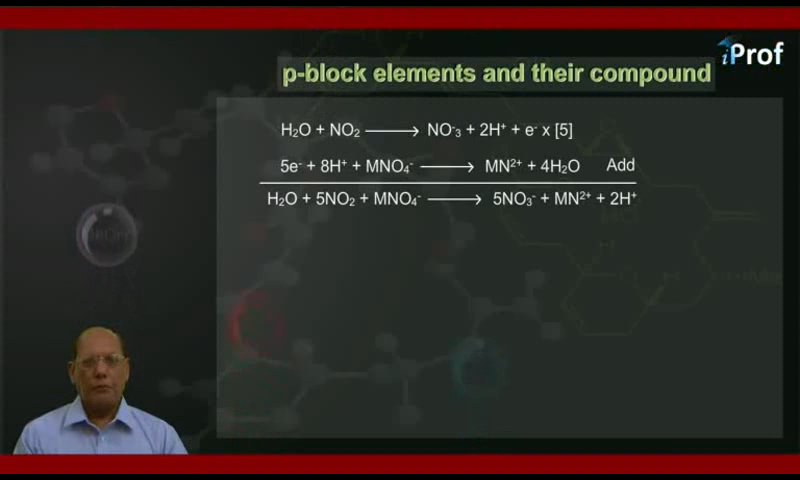 iProf
p-block elements and their compound
H₂O + NO₂ ⟶ NO⁻₃ + 2H⁺ + e⁻ x [5]
5e⁻ + 8H⁺ + MNO₄⁻ ⟶ MN²⁺ + 4H₂O Add
H₂O + 5NO₂ + MNO₄⁻ ⟶ 5NO₃⁻ + MN²⁺ + 2H⁺